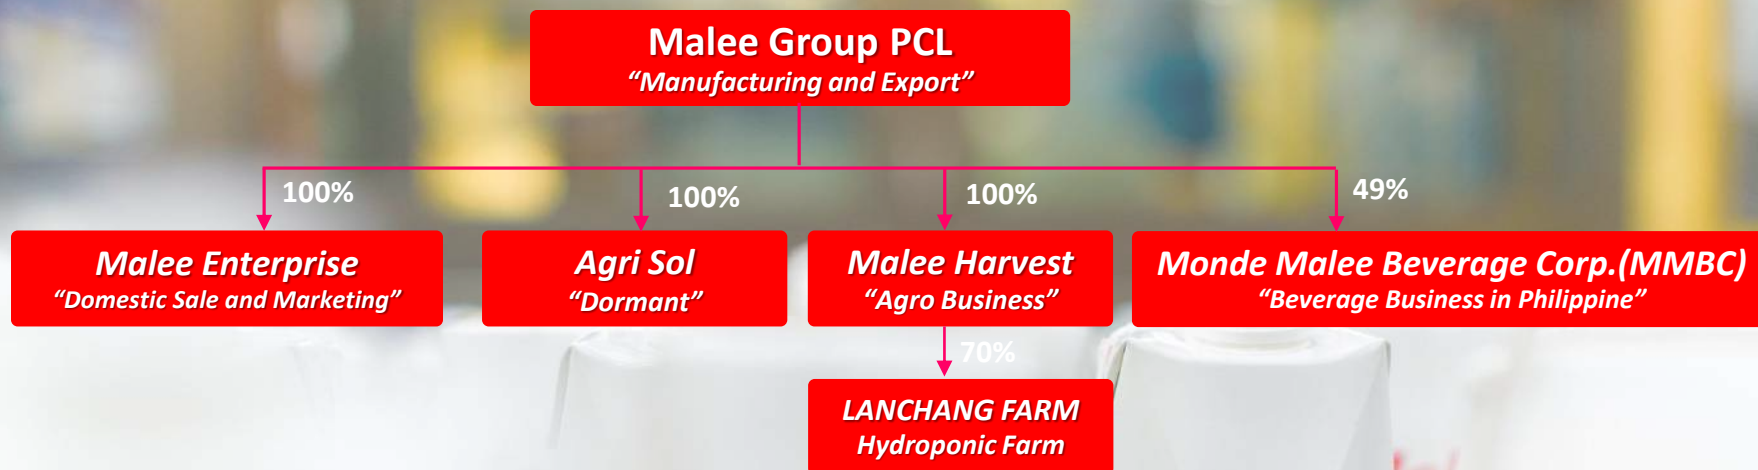 Malee Group PCL
“Manufacturing and Export”
100%
100%
100%
49%
Malee Enterprise
“Domestic Sale and Marketing”
Agri Sol
“Dormant”
Malee Harvest
“Agro Business”
Monde Malee Beverage Corp.(MMBC)
“Beverage Business in Philippine”
70%
LANCHANG FARM
Hydroponic Farm